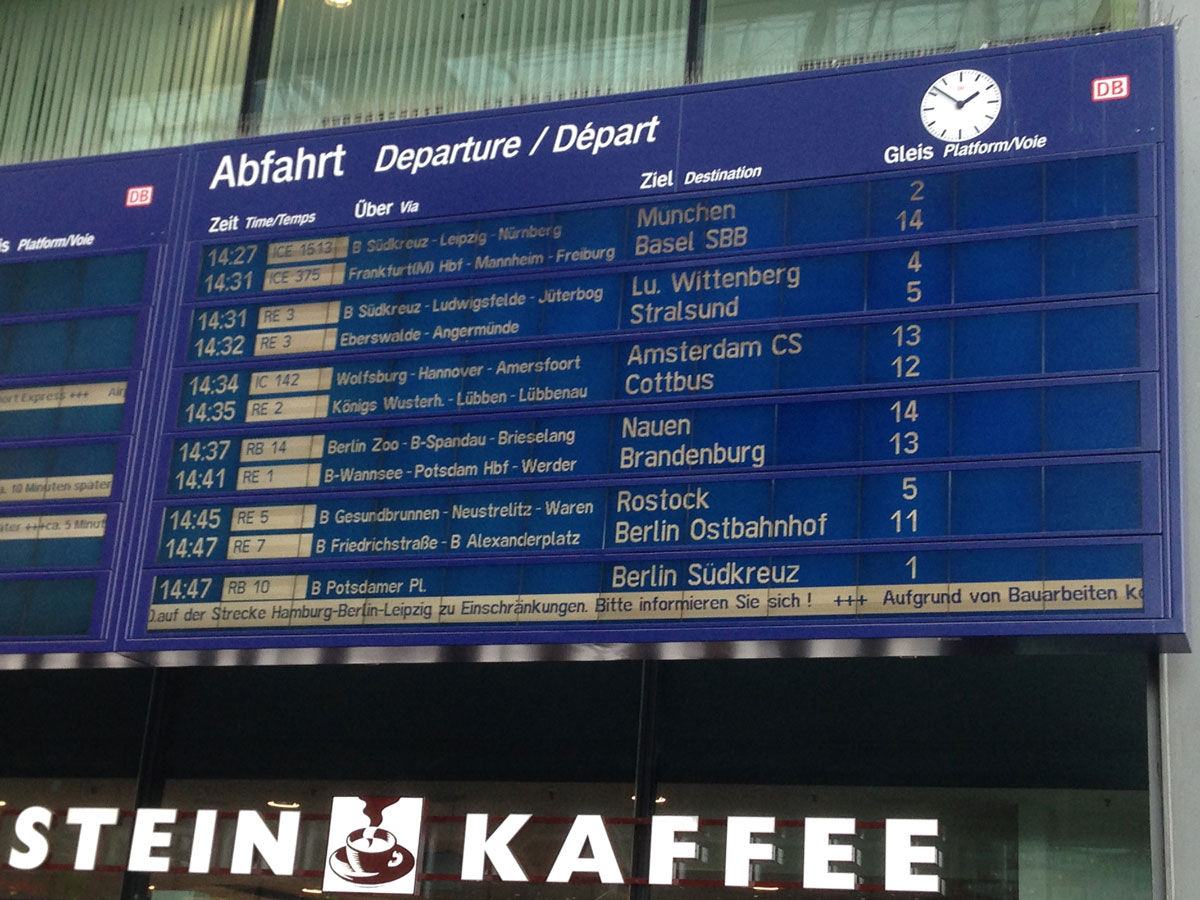 DB
Abfahrt Departure / Départ
DB
Zeit Time/Temps Über Via Ziel Destination Gleis Platform/Voie
Platform/Voie
14:27 ICE 1513 B Südkreuz - Leipzig - Nürnberg München 2
14:31 ICE 375 Frankfurt(M) Hbf - Mannheim - Freiburg Basel SBB 14
14:31 RE 3 B Südkreuz - Ludwigsfelde - Jüterbog Lu. Wittenberg 4
14:32 RE 3 Eberswalde - Angermünde Stralsund 5
14:34 IC 142 Wolfsburg - Hannover - Amersfoort Amsterdam CS 13
14:35 RE 2 Königs Wusterh. - Lübben - Lübbenau Cottbus 12
Express +++
14:37 RB 14 Berlin Zoo - B-Spandau - Brieselang Nauen 14
14:41 RE 1 B-Wannsee - Potsdam Hbf - Werder Brandenburg 13
ca. 10 Minuten später
14:45 RE 5 B Gesundbrunnen - Neustrelitz - Waren Rostock 5
14:47 RE 7 B Friedrichstraße - B Alexanderplatz Berlin Ostbahnhof 11
+++ca. 5 Minut
14:47 RB 10 B Potsdamer Pl. Berlin Südkreuz 1
auf der Strecke Hamburg-Berlin-Leipzig zu Einschränkungen. Bitte informieren Sie sich ! +++ Aufgrund von Bauarbeiten
STEIN KAFFEE